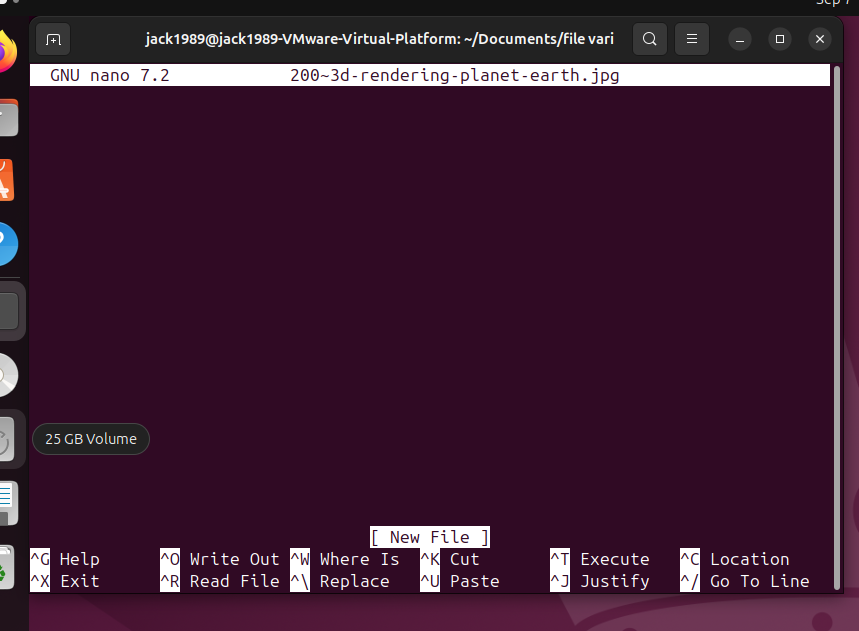 Sep 7
jack1989@jack1989-VMware-Virtual-Platform: ~/Documents/file vari
GNU nano 7.2 200~3d-rendering-planet-earth.jpg
25 GB Volume
[ New File ]
^G Help ^O Write Out ^W Where Is ^K Cut ^T Execute ^C Location
^X Exit ^R Read File ^\ Replace ^U Paste ^J Justify ^/ Go To Line